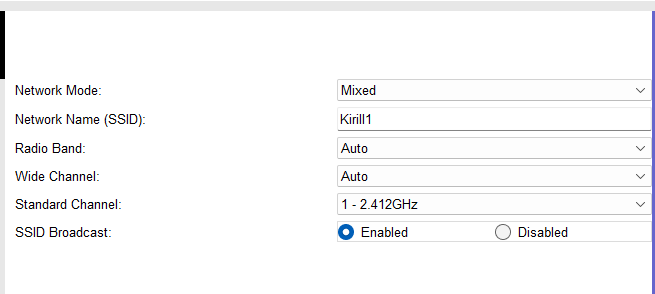 Network Mode: Mixed
Network Name (SSID): Kirill1
Radio Band: Auto
Wide Channel: Auto
Standard Channel: 1 - 2.412GHz
SSID Broadcast: Enabled Disabled